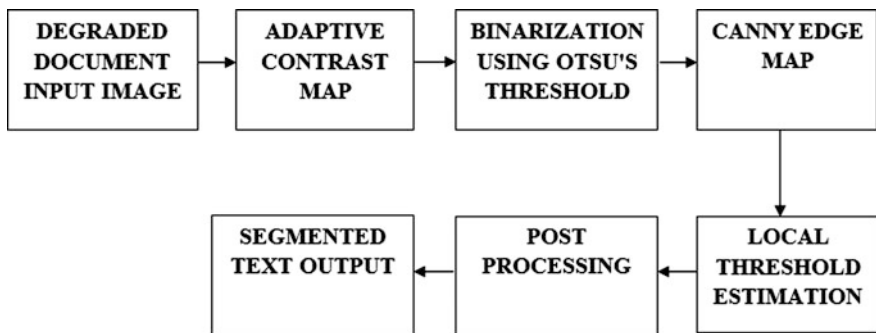 DEGRADED
DOCUMENT
INPUT IMAGE
ADAPTIVE
CONTRAST
MAP
BINARIZATION
USING OTSU'S
THRESHOLD
CANNY EDGE
MAP
LOCAL
THRESHOLD
ESTIMATION
POST
PROCESSING
SEGMENTED
TEXT OUTPUT